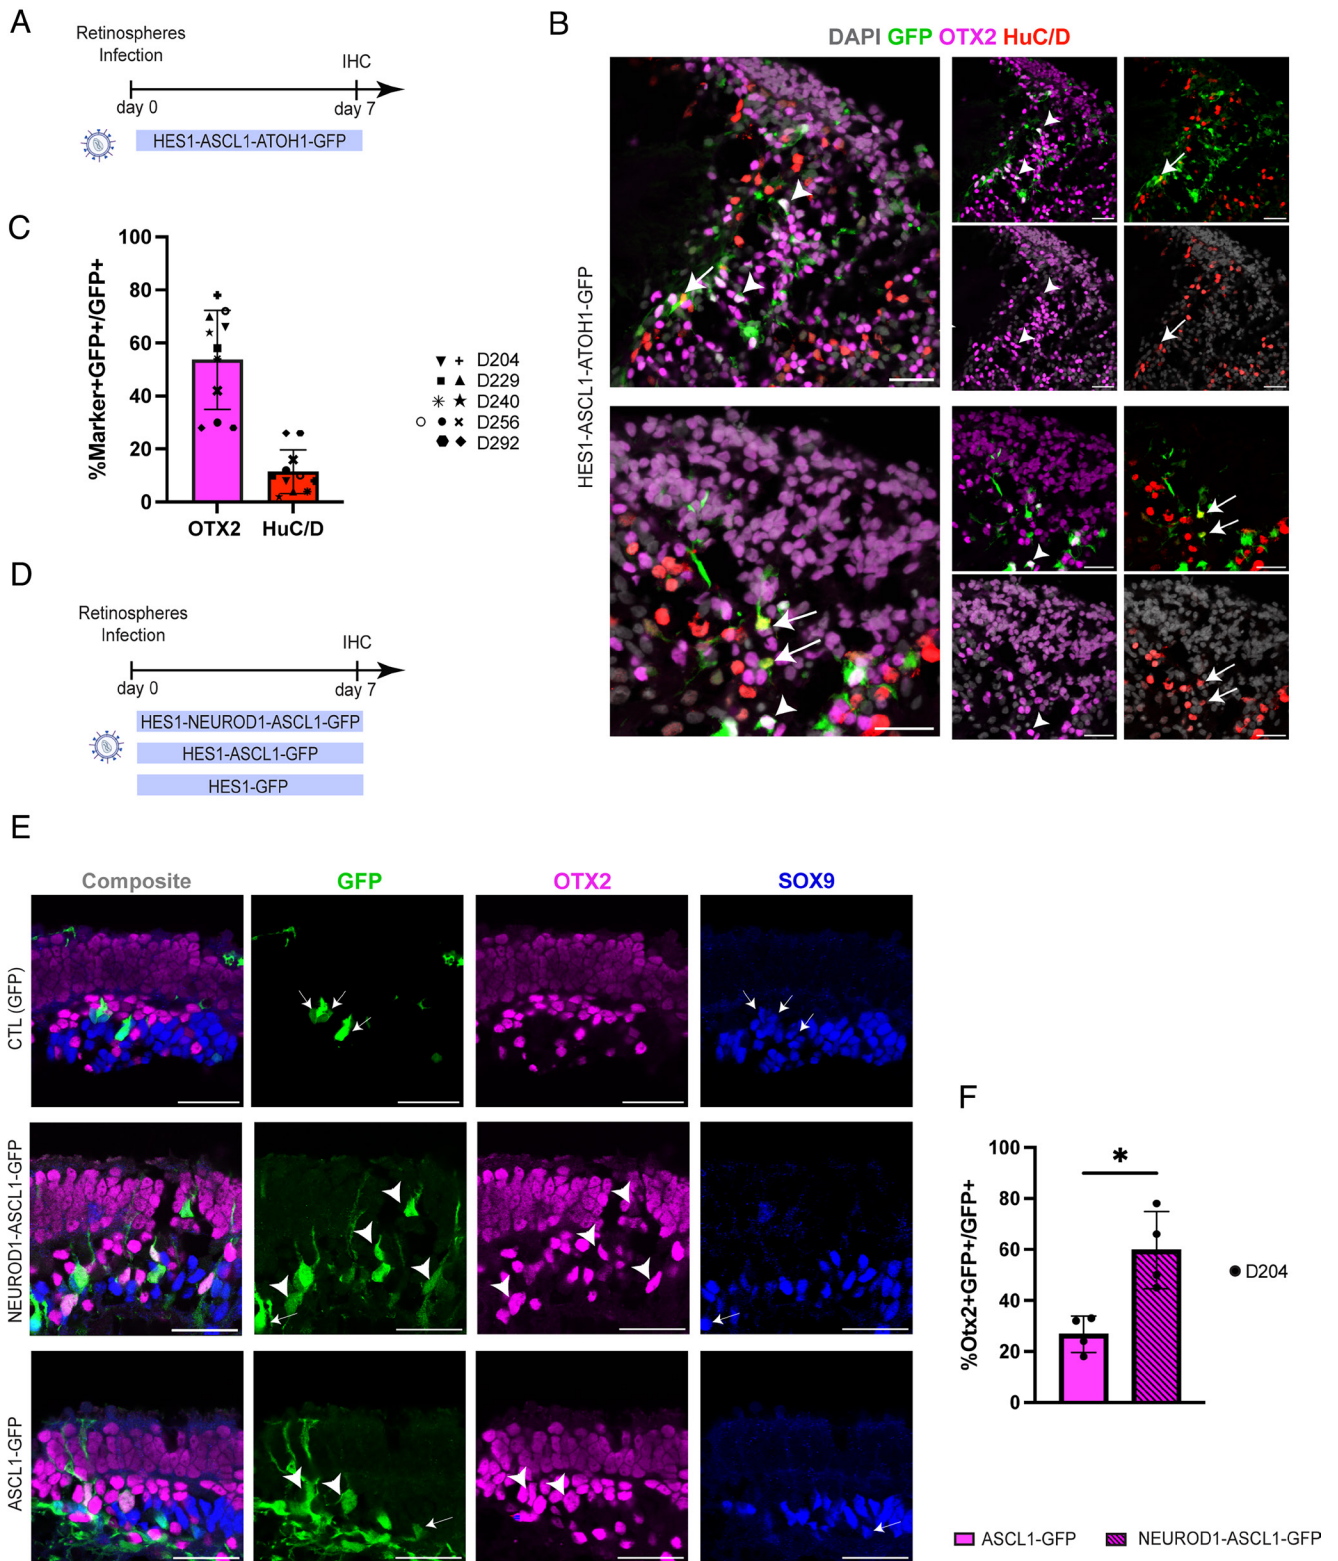 A
Retinospheres
Infection
IHC
day 0
day 7
HES1-ASCL1-ATOH1-GFP
B
DAPI GFP OTX2 HuC/D
HES1-ASCL1-ATOH1-GFP
C
%Marker+GFP+/GFP+
100
80
60
40
20
0
OTX2
HuC/D
D204
D229
D240
D256
D292
D
Retinospheres
Infection
IHC
day 0
day 7
HES1-NEUROD1-ASCL1-GFP
HES1-ASCL1-GFP
HES1-GFP
E
Composite
GFP
OTX2
SOX9
CTL (GFP)
NEUROD1-ASCL1-GFP
ASCL1-GFP
F
%Otx2+GFP+/GFP+
100
80
60
40
20
0
*
D204
ASCL1-GFP
NEUROD1-ASCL1-GFP